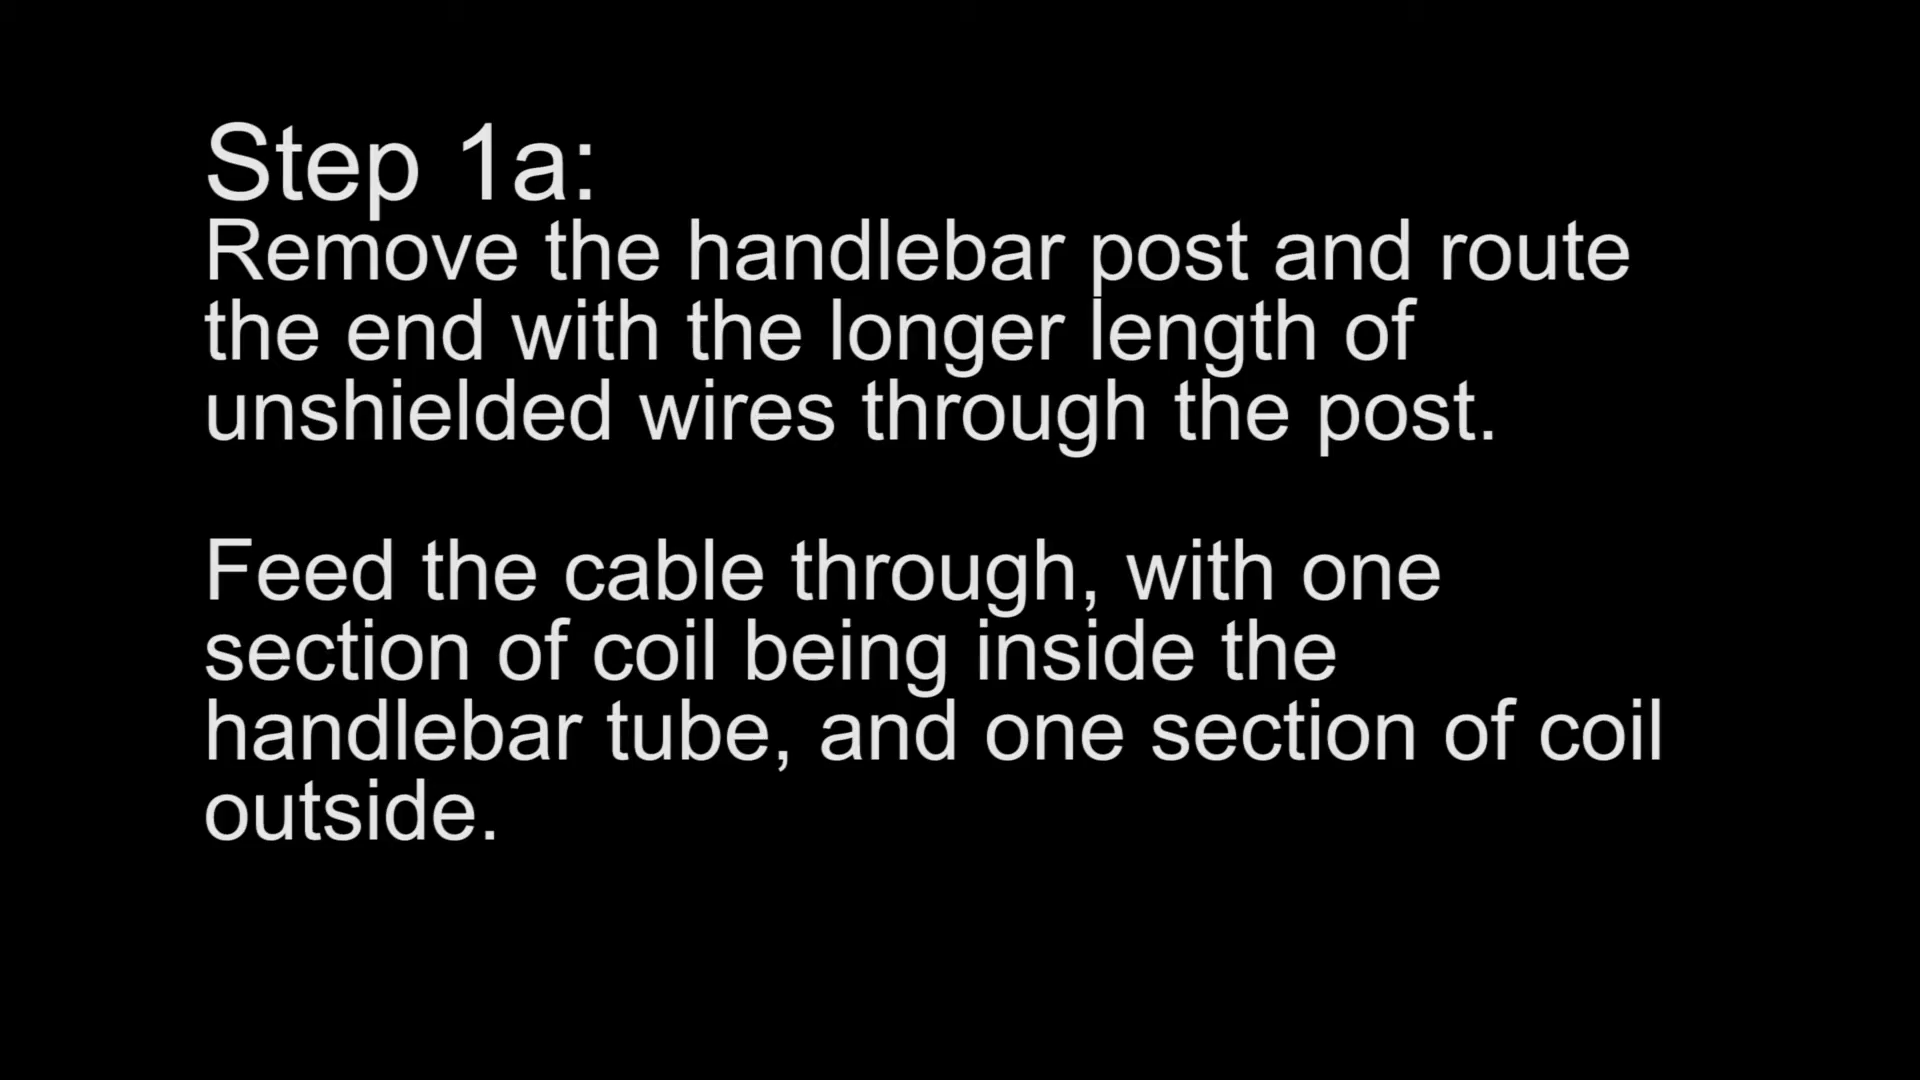 Step 1a:
Remove the handlebar post and route
the end with the longer length of
unshielded wires through the post.
Feed the cable through, with one
section of coil being inside the
handlebar tube, and one section of coil
outside.